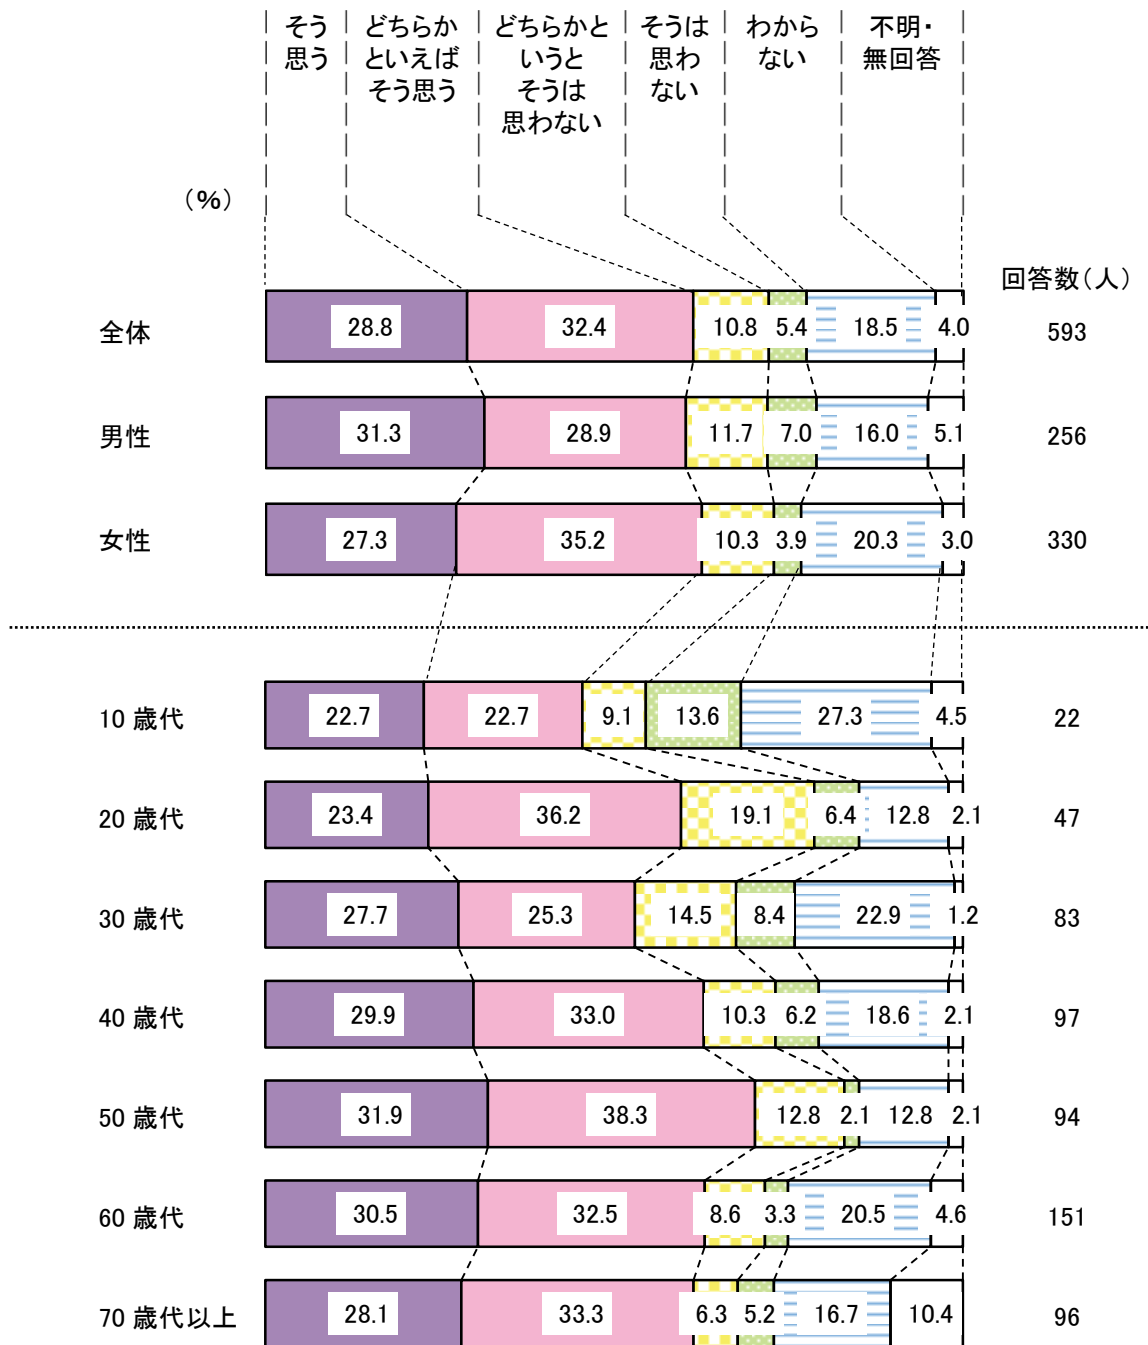 そう思う
どちらかといえばそう思う
どちらかというとそうは思わない
そうは思わない
わからない
不明・無回答
(%)
回答数(人)
全体 28.8 32.4 10.8 5.4 18.5 4.0 593
男性 31.3 28.9 11.7 7.0 16.0 5.1 256
女性 27.3 35.2 10.3 3.9 20.3 3.0 330
10 歳代 22.7 22.7 9.1 13.6 27.3 4.5 22
20 歳代 23.4 36.2 19.1 6.4 12.8 2.1 47
30 歳代 27.7 25.3 14.5 8.4 22.9 1.2 83
40 歳代 29.9 33.0 10.3 6.2 18.6 2.1 97
50 歳代 31.9 38.3 12.8 2.1 12.8 2.1 94
60 歳代 30.5 32.5 8.6 3.3 20.5 4.6 151
70 歳代以上 28.1 33.3 6.3 5.2 16.7 10.4 96